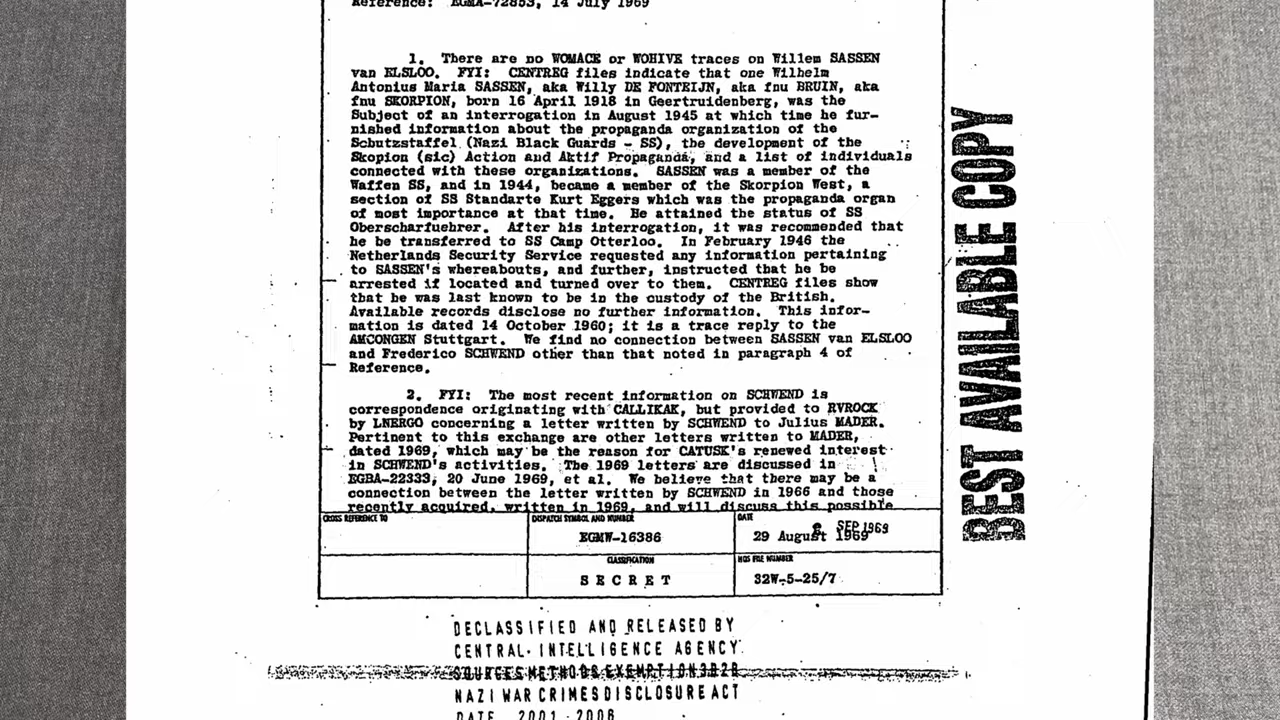 Reference: EGMA-72853, 14 July 1969
1. There are no WOMACE or WOHIVE traces on Willem SASSEN
van ELSLOO. FYI: CENTREG files indicate that one Wilhelm
Antonius Maria SASSEN, aka Willy DE FONTEIJN, aka fnu BRUIN, aka
fnu SKORPION, born 16 April 1918 in Geertruidenberg, was the
Subject of an interrogation in August 1945 at which time he fur-
nished information about the propaganda organization of the
Schutzstaffel (Nazi Black Guards - SS), the development of the
Skopion (sic) Action and Aktif Propaganda, and a list of individuals
connected with these organizations. SASSEN was a member of the
Waffen SS, and in 1944, became a member of the Skorpion West, a
section of SS Standarte Kurt Eggers which was the propaganda organ
of most importance at that time. He attained the status of SS
Oberscharfuehrer. After his interrogation, it was recommended that
he be transferred to SS Camp Otterloo. In February 1946 the
Netherlands Security Service requested any information pertaining
to SASSEN's whereabouts, and further, instructed that he be
arrested if located and turned over to them. CENTREG files show
that he was last known to be in the custody of the British.
Available records disclose no further information. This infor-
mation is dated 14 October 1960; it is a trace reply to the
AMCONGEN Stuttgart. We find no connection between SASSEN van ELSLOO
and Frederico SCHWEND other than that noted in paragraph 4 of
Reference.
2. FYI: The most recent information on SCHWEND is
correspondence originating with CALLIKAK, but provided to RVROCK
by LNERGO concerning a letter written by SCHWEND to Julius MADER.
Pertinent to this exchange are other letters written to MADER,
dated 1969, which may be the reason for CATUSK's renewed interest
in SCHWEND's activities. The 1969 letters are discussed in
EGBA-22333, 20 June 1969, et al. We believe that there may be a
connection between the letter written by SCHWEND in 1966 and those
recently acquired, written in 1969, and will discuss this possible
CROSS REFERENCE TO
DISPATCH SYMBOL AND NUMBER
EGMW-16386
DATE
SEP 1969
29 August 1969
CLASSIFICATION
SECRET
HQS FILE NUMBER
32W-5-25/7
BEST AVAILABLE COPY
DECLASSIFIED AND RELEASED BY
CENTRAL INTELLIGENCE AGENCY
SOURCES METHODS EXEMPTION 3B2B
NAZI WAR CRIMES DISCLOSURE ACT
DATE 2001 2006